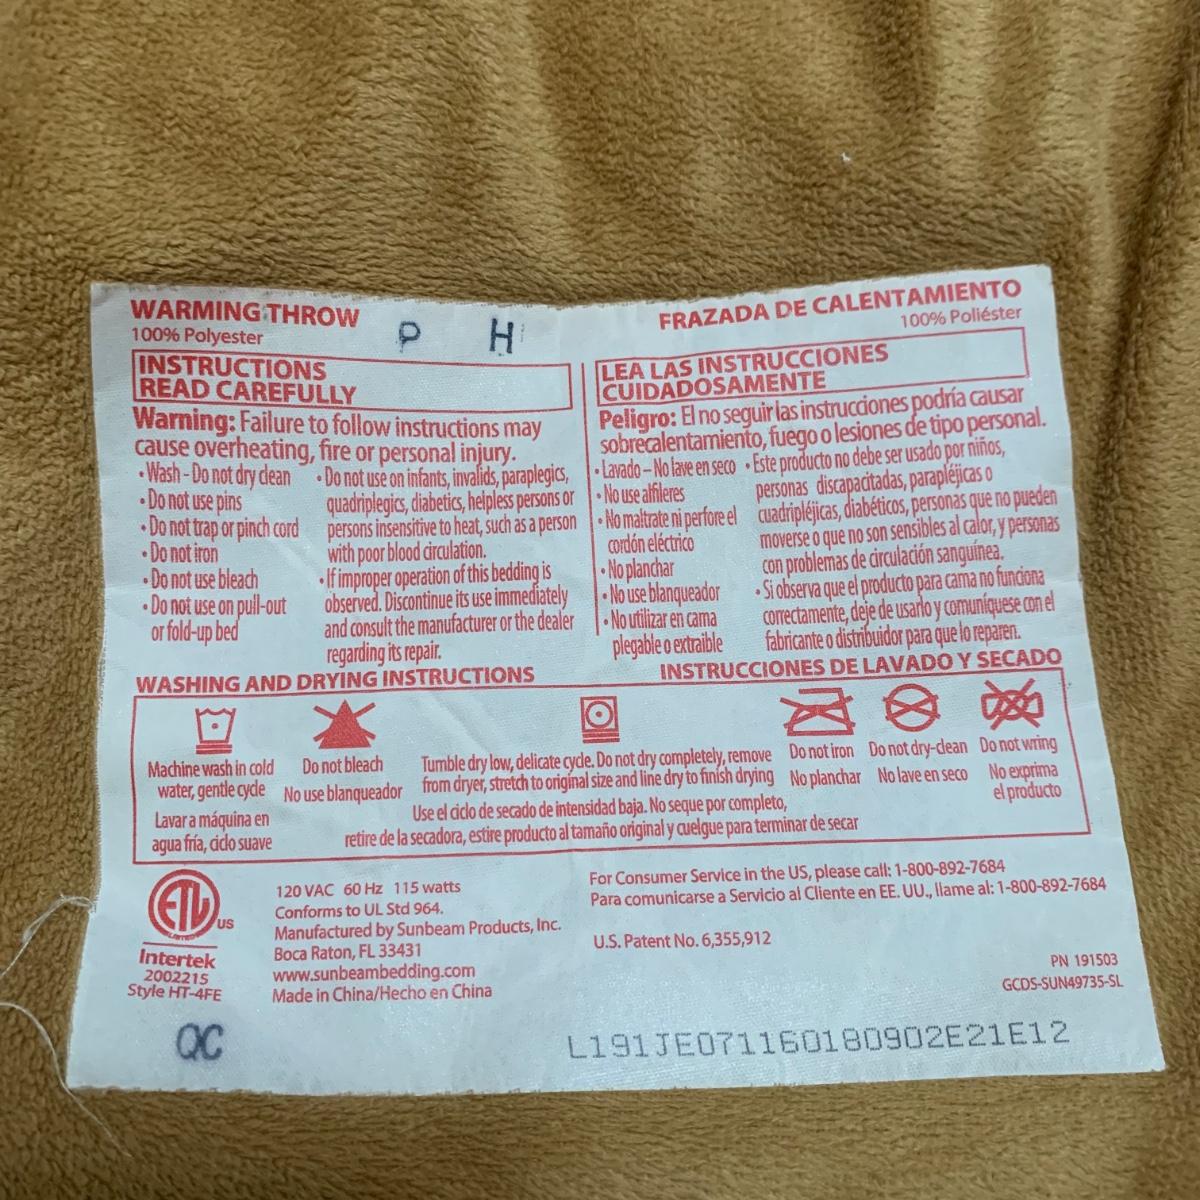 WARMING THROW
100% Polyester
P H
INSTRUCTIONS
READ CAREFULLY
Warning: Failure to follow instructions may
cause overheating, fire or personal injury.
• Wash - Do not dry clean
• Do not use pins
• Do not trap or pinch cord
• Do not iron
• Do not use bleach
• Do not use on pull-out
or fold-up bed
• Do not use on infants, invalids, paraplegics,
quadriplegics, diabetics, helpless persons or
persons insensitive to heat, such as a person
with poor blood circulation.
• If improper operation of this bedding is
observed. Discontinue its use immediately
and consult the manufacturer or the dealer
regarding its repair.
FRAZADA DE CALENTAMIENTO
100% Poliéster
LEA LAS INSTRUCCIONES
CUIDADOSAMENTE
Peligro: El no seguir las instrucciones podría causar
sobrecalentamiento, fuego o lesiones de tipo personal.
• Lavado – No lave en seco
• No use alfileres
• No maltrate ni perfore el
cordón eléctrico
• No planchar
• No use blanqueador
• No utilizar en cama
plegable o extraible
• Este producto no debe ser usado por niños,
personas discapacitadas, parapléjicas o
cuadripléjicas, diabéticos, personas que no pueden
moverse o que no son sensibles al calor, y personas
con problemas de circulación sanguínea.
• Si observa que el producto para cama no funciona
correctamente, deje de usarlo y comuníquese con el
fabricante o distribuidor para que lo reparen.
WASHING AND DRYING INSTRUCTIONS
INSTRUCCIONES DE LAVADO Y SECADO
Machine wash in cold
water, gentle cycle
Lavar a máquina en
agua fría, ciclo suave
Do not bleach
No use blanqueador
Tumble dry low, delicate cycle. Do not dry completely, remove
from dryer, stretch to original size and line dry to finish drying
Use el ciclo de secado de intensidad baja. No seque por completo,
retire de la secadora, estire producto al tamaño original y cuelgue para terminar de secar
Do not iron
No planchar
Do not dry-clean
No lave en seco
Do not wring
No exprima
el producto
ETL
US
Intertek
2002215
Style HT-4FE
120 VAC 60 Hz 115 watts
Conforms to UL Std 964.
Manufactured by Sunbeam Products, Inc.
Boca Raton, FL 33431
www.sunbeambedding.com
Made in China/Hecho en China
For Consumer Service in the US, please call: 1-800-892-7684
Para comunicarse a Servicio al Cliente en EE. UU., llame al: 1-800-892-7684
U.S. Patent No. 6,355,912
PN 191503
GCDS-SUN49735-SL
QC
L191JE071160180902E21E12